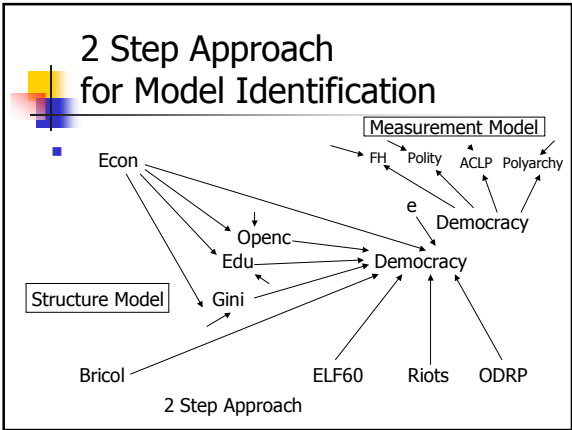 2 Step Approach
for Model Identification
Measurement Model
Econ
FH Polity ACLP Polyarchy
e
Democracy
Openc
Edu Democracy
Structure Model Gini
Bricol ELF60 Riots ODRP
2 Step Approach